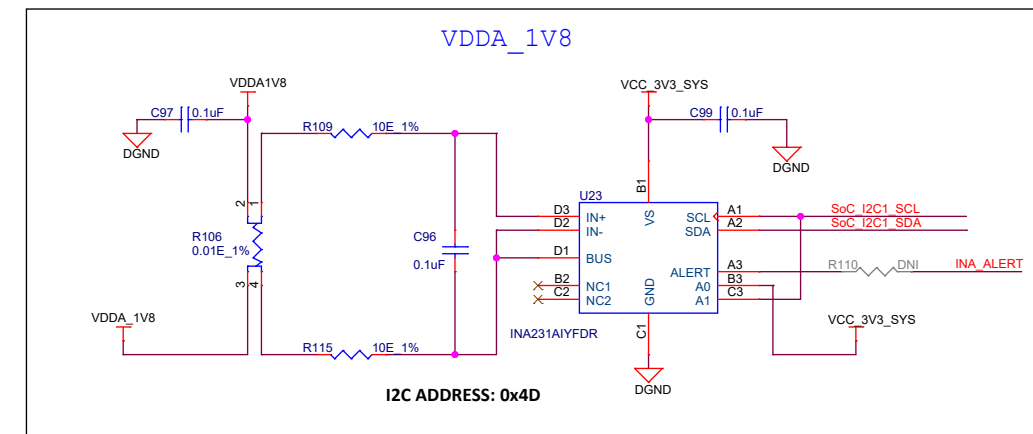 VDDA_1V8
VDDA1V8
VCC_3V3_SYS
C97 0.1uF
C99 0.1uF
DGND
DGND
R109 10E_1%
2 1
B1
U23
D3 IN+ VS SCL A1 SoC_I2C1_SCL
D2 IN- SDA A2 SoC_I2C1_SDA
R106
0.01E_1%
C96
0.1uF
D1 BUS
ALERT A3 R110 DNI INA_ALERT
B2 NC1 A0 B3
C2 NC2 GND A1 C3
3 4
C1
VDDA_1V8
VCC_3V3_SYS
INA231AIYFDR
R115 10E_1%
DGND
I2C ADDRESS: 0x4D